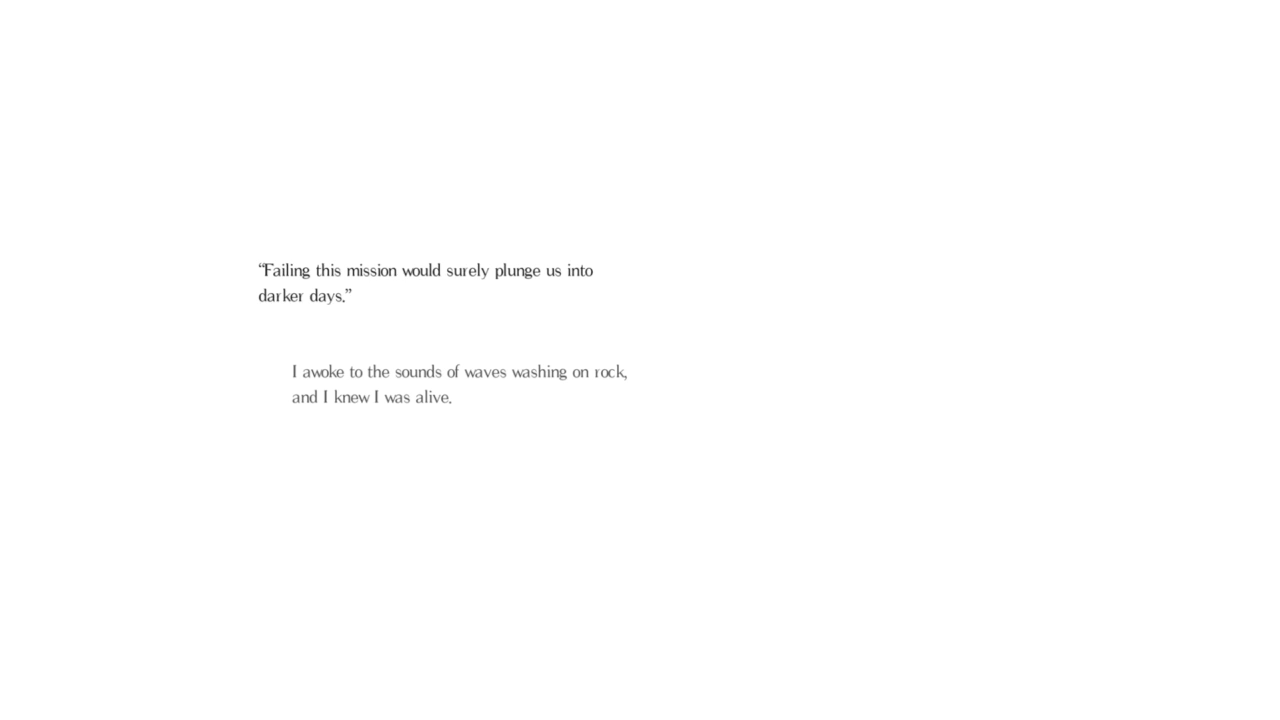 “Failing this mission would surely plunge us into
darker days.”
I awoke to the sounds of waves washing on rock,
and I knew I was alive.